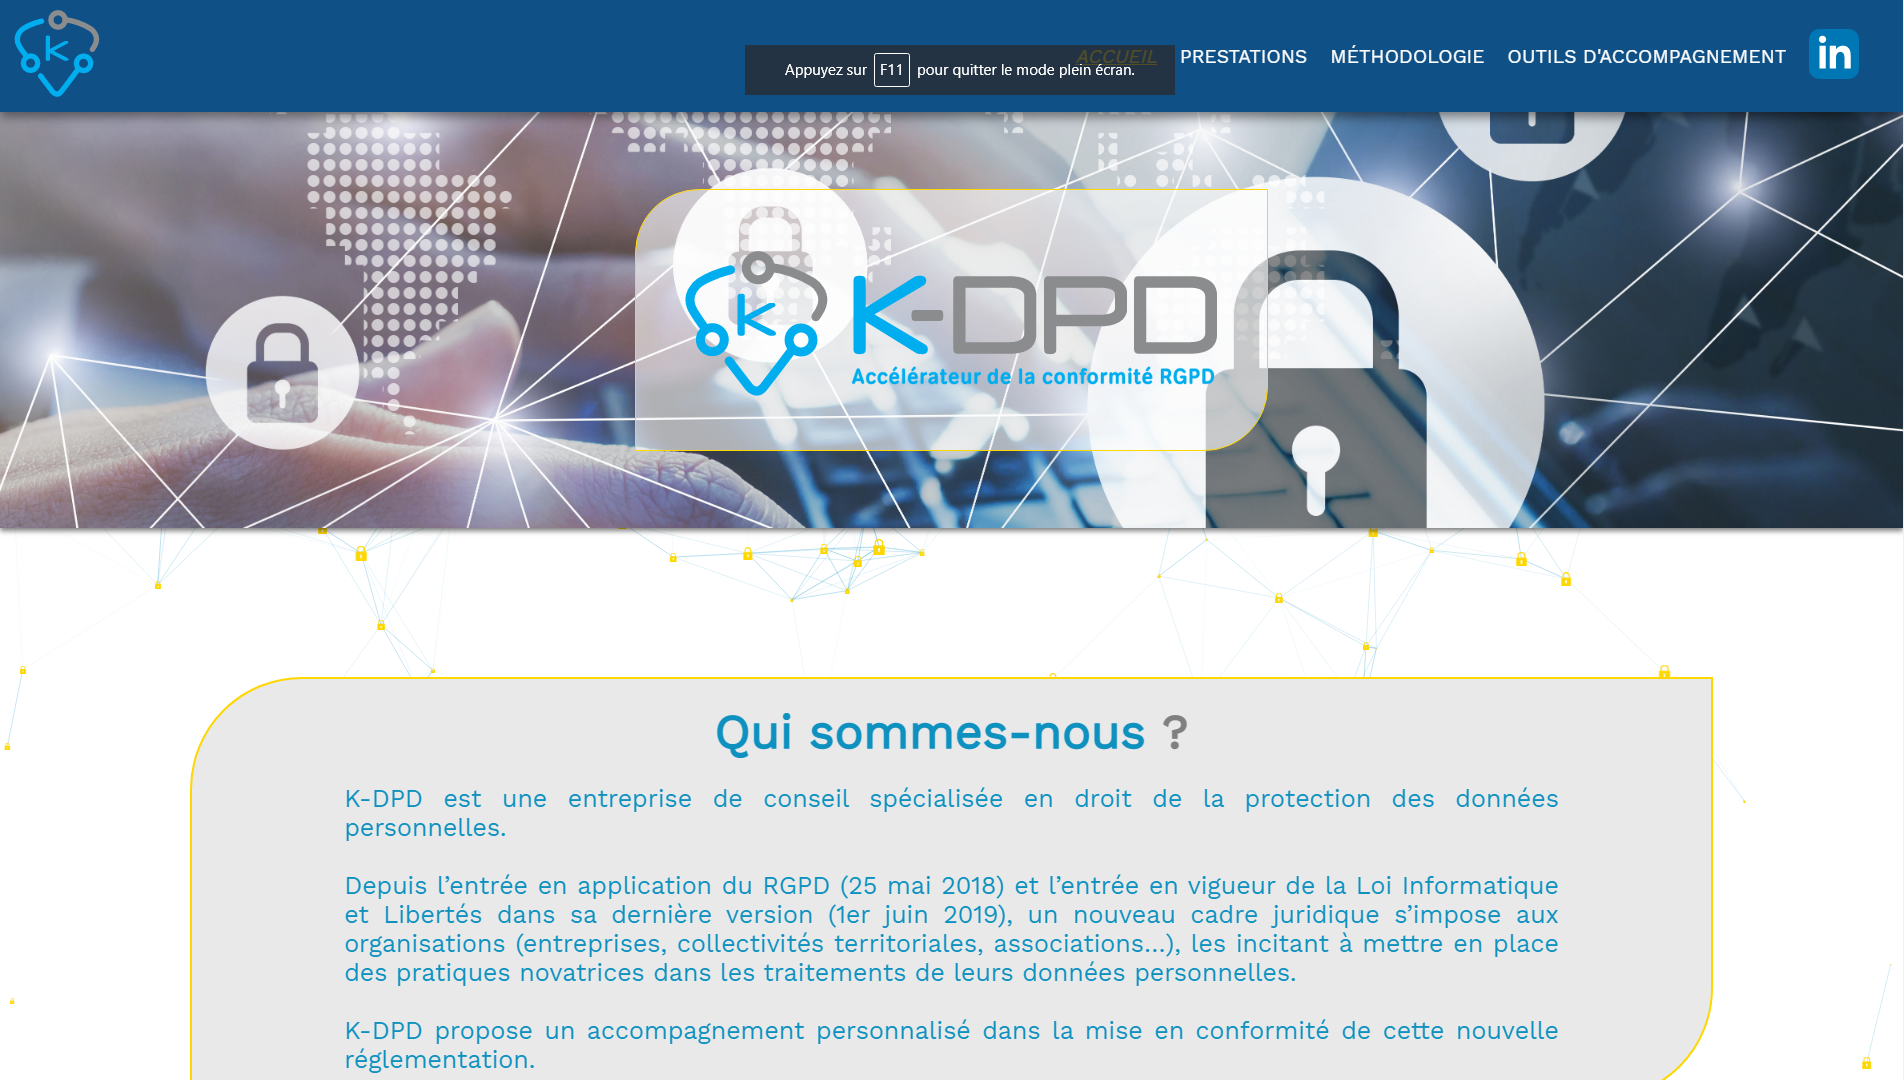 K
ACCUEIL PRESTATIONS MÉTHODOLOGIE OUTILS D'ACCOMPAGNEMENT in
Appuyez sur F11 pour quitter le mode plein écran.
K K-DPD
Accélérateur de la conformité RGPD
Qui sommes-nous ?
K-DPD est une entreprise de conseil spécialisée en droit de la protection des données
personnelles.
Depuis l’entrée en application du RGPD (25 mai 2018) et l’entrée en vigueur de la Loi Informatique
et Libertés dans sa dernière version (1er juin 2019), un nouveau cadre juridique s’impose aux
organisations (entreprises, collectivités territoriales, associations...), les incitant à mettre en place
des pratiques novatrices dans les traitements de leurs données personnelles.
K-DPD propose un accompagnement personnalisé dans la mise en conformité de cette nouvelle
réglementation.